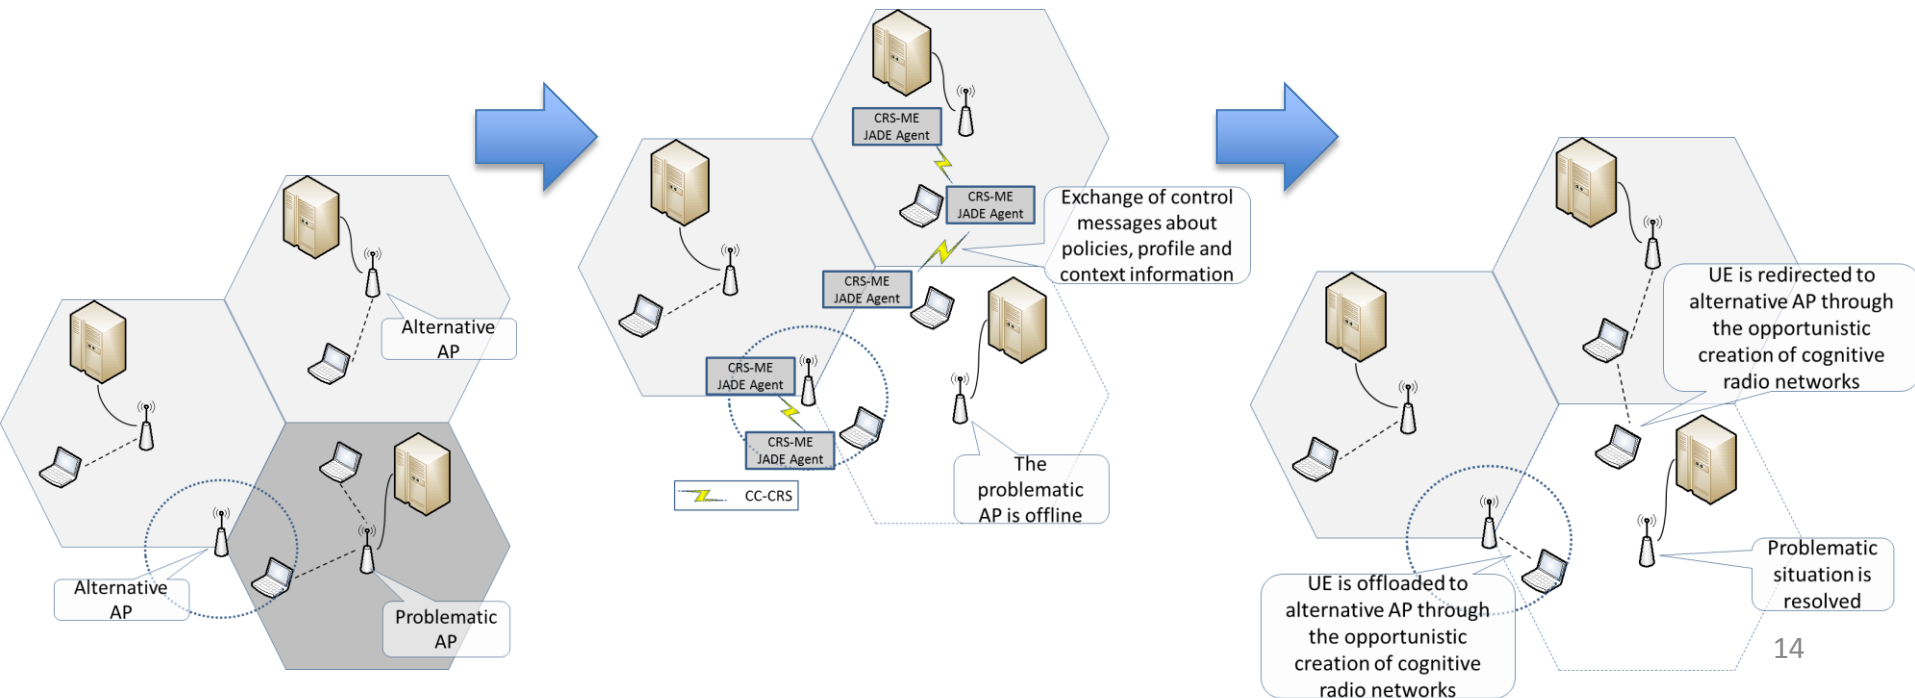 Alternative
AP
Alternative
AP
Problematic
AP
CRS-ME
JADE Agent
CRS-ME
JADE Agent
Exchange of control
messages about
policies, profile and
context information
CRS-ME
JADE Agent
CRS-ME
JADE Agent
CRS-ME
JADE Agent
CC-CRS
The
problematic
AP is offline
UE is redirected to
alternative AP through
the opportunistic
creation of cognitive
radio networks
Problematic
situation is
resolved
UE is offloaded to
alternative AP through
the opportunistic
creation of cognitive
radio networks
14